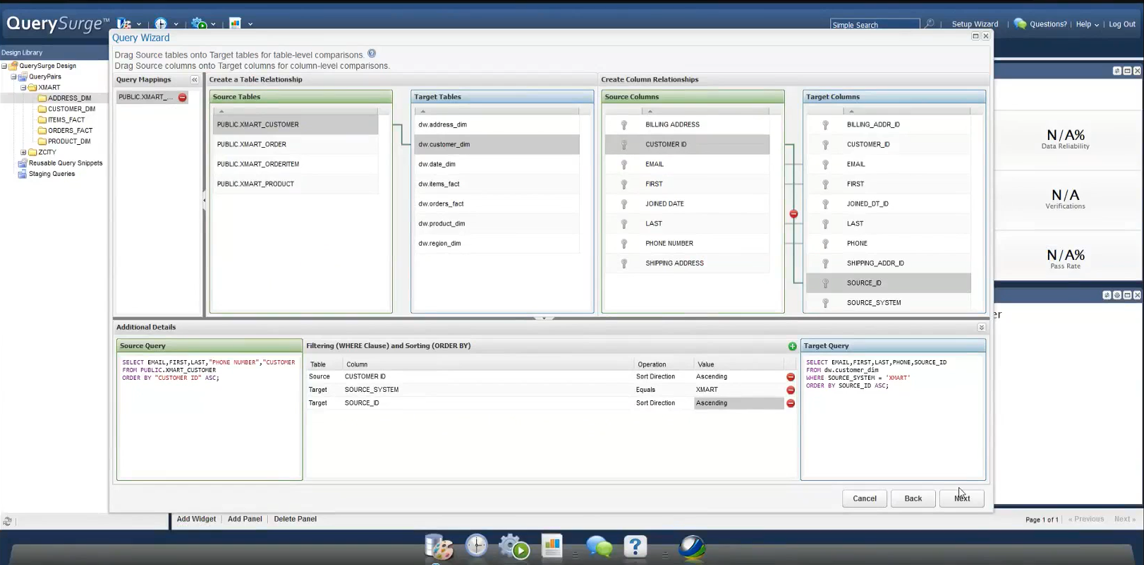 QuerySurge™
Simple Search
Setup Wizard
Questions?
Help
Log Out
Design Library
QuerySurge Design
QueryPairs
XMART
ADDRESS_DIM
CUSTOMER_DIM
ITEMS_FACT
ORDERS_FACT
PRODUCT_DIM
ZCITY
Reusable Query Snippets
Staging Queries
Query Wizard
Drag Source tables onto Target tables for table-level comparisons.
Drag Source columns onto Target columns for column-level comparisons.
Query Mappings
PUBLIC.XMART_...
Create a Table Relationship
Source Tables
PUBLIC.XMART_CUSTOMER
PUBLIC.XMART_ORDER
PUBLIC.XMART_ORDERITEM
PUBLIC.XMART_PRODUCT
Target Tables
dw.address_dim
dw.customer_dim
dw.date_dim
dw.items_fact
dw.orders_fact
dw.product_dim
dw.region_dim
Create Column Relationships
Source Columns
BILLING ADDRESS
CUSTOMER ID
EMAIL
FIRST
JOINED DATE
LAST
PHONE NUMBER
SHIPPING ADDRESS
Target Columns
BILLING_ADDR_ID
CUSTOMER_ID
EMAIL
FIRST
JOINED_DT_ID
LAST
PHONE
SHIPPING_ADDR_ID
SOURCE_ID
SOURCE_SYSTEM
Additional Details
Source Query
SELECT EMAIL,FIRST,LAST,"PHONE NUMBER","CUSTOMER
FROM PUBLIC.XMART_CUSTOMER
ORDER BY "CUSTOMER ID" ASC;
Filtering (WHERE Clause) and Sorting (ORDER BY)
Table Column Operation Value
Source CUSTOMER ID Sort Direction Ascending
Target SOURCE_SYSTEM Equals XMART
Target SOURCE_ID Sort Direction Ascending
Target Query
SELECT EMAIL,FIRST,LAST,PHONE,SOURCE_ID
FROM dw.customer_dim
WHERE SOURCE_SYSTEM = 'XMART'
ORDER BY SOURCE_ID ASC;
Cancel
Back
Next
N/A%
Data Reliability
N/A
Verifications
N/A%
Pass Rate
er
Add Widget
Add Panel
Delete Panel
Page 1 of 1
« Previous
Next »